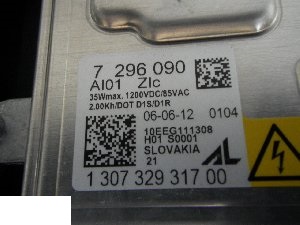 7 296 090
AI01 ZIc
35Wmax. 1200VDC/85VAC
2.00Kh/DOT D1S/D1R
06-06-12 0104
10EEG111308
H01 S0001
SLOVAKIA
21 AL
1 307 329 317 00